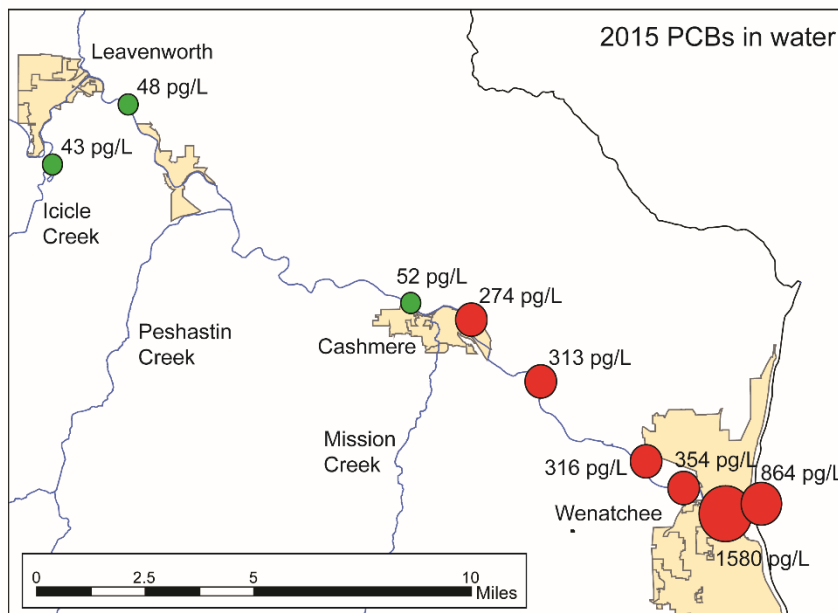 2015 PCBs in water
Leavenworth
48 pg/L
43 pg/L
Icicle
Creek
52 pg/L
274 pg/L
Peshastin
Creek
Cashmere
313 pg/L
Mission
Creek
316 pg/L
354 pg/L
864 pg/L
Wenatchee
1580 pg/L
0 2.5 5 10
Miles